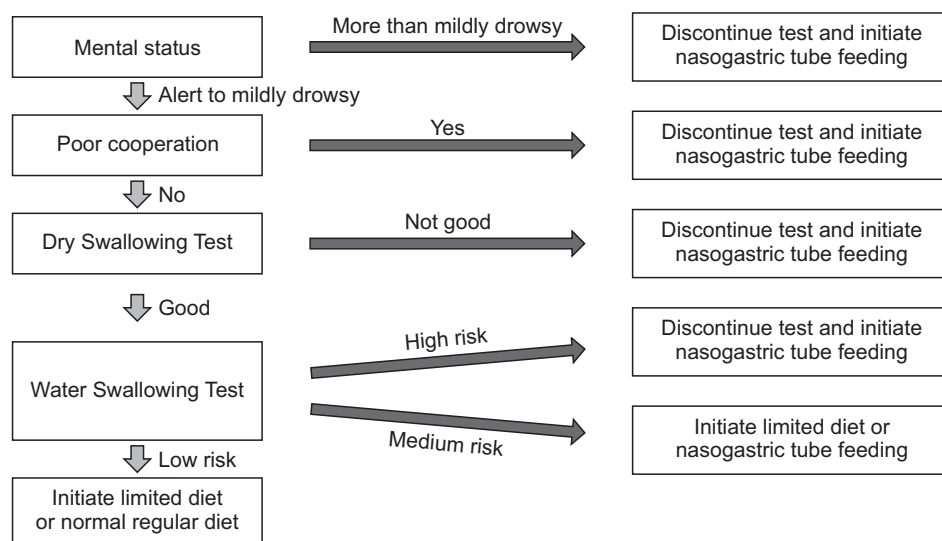 Mental status
More than mildly drowsy
Discontinue test and initiate
nasogastric tube feeding
Alert to mildly drowsy
Poor cooperation
Yes
Discontinue test and initiate
nasogastric tube feeding
No
Dry Swallowing Test
Not good
Discontinue test and initiate
nasogastric tube feeding
Good
Water Swallowing Test
High risk
Discontinue test and initiate
nasogastric tube feeding
Medium risk
Initiate limited diet or
nasogastric tube feeding
Low risk
Initiate limited diet
or normal regular diet